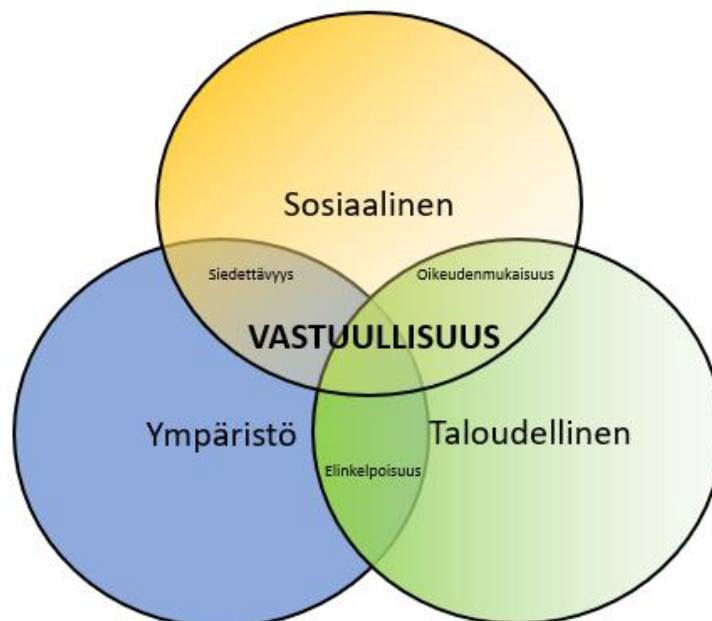 Sosiaalinen
Siedettävyys
Oikeudenmukaisuus
VASTUULLISUUS
Ympäristö
Taloudellinen
Elinkelpoisuus